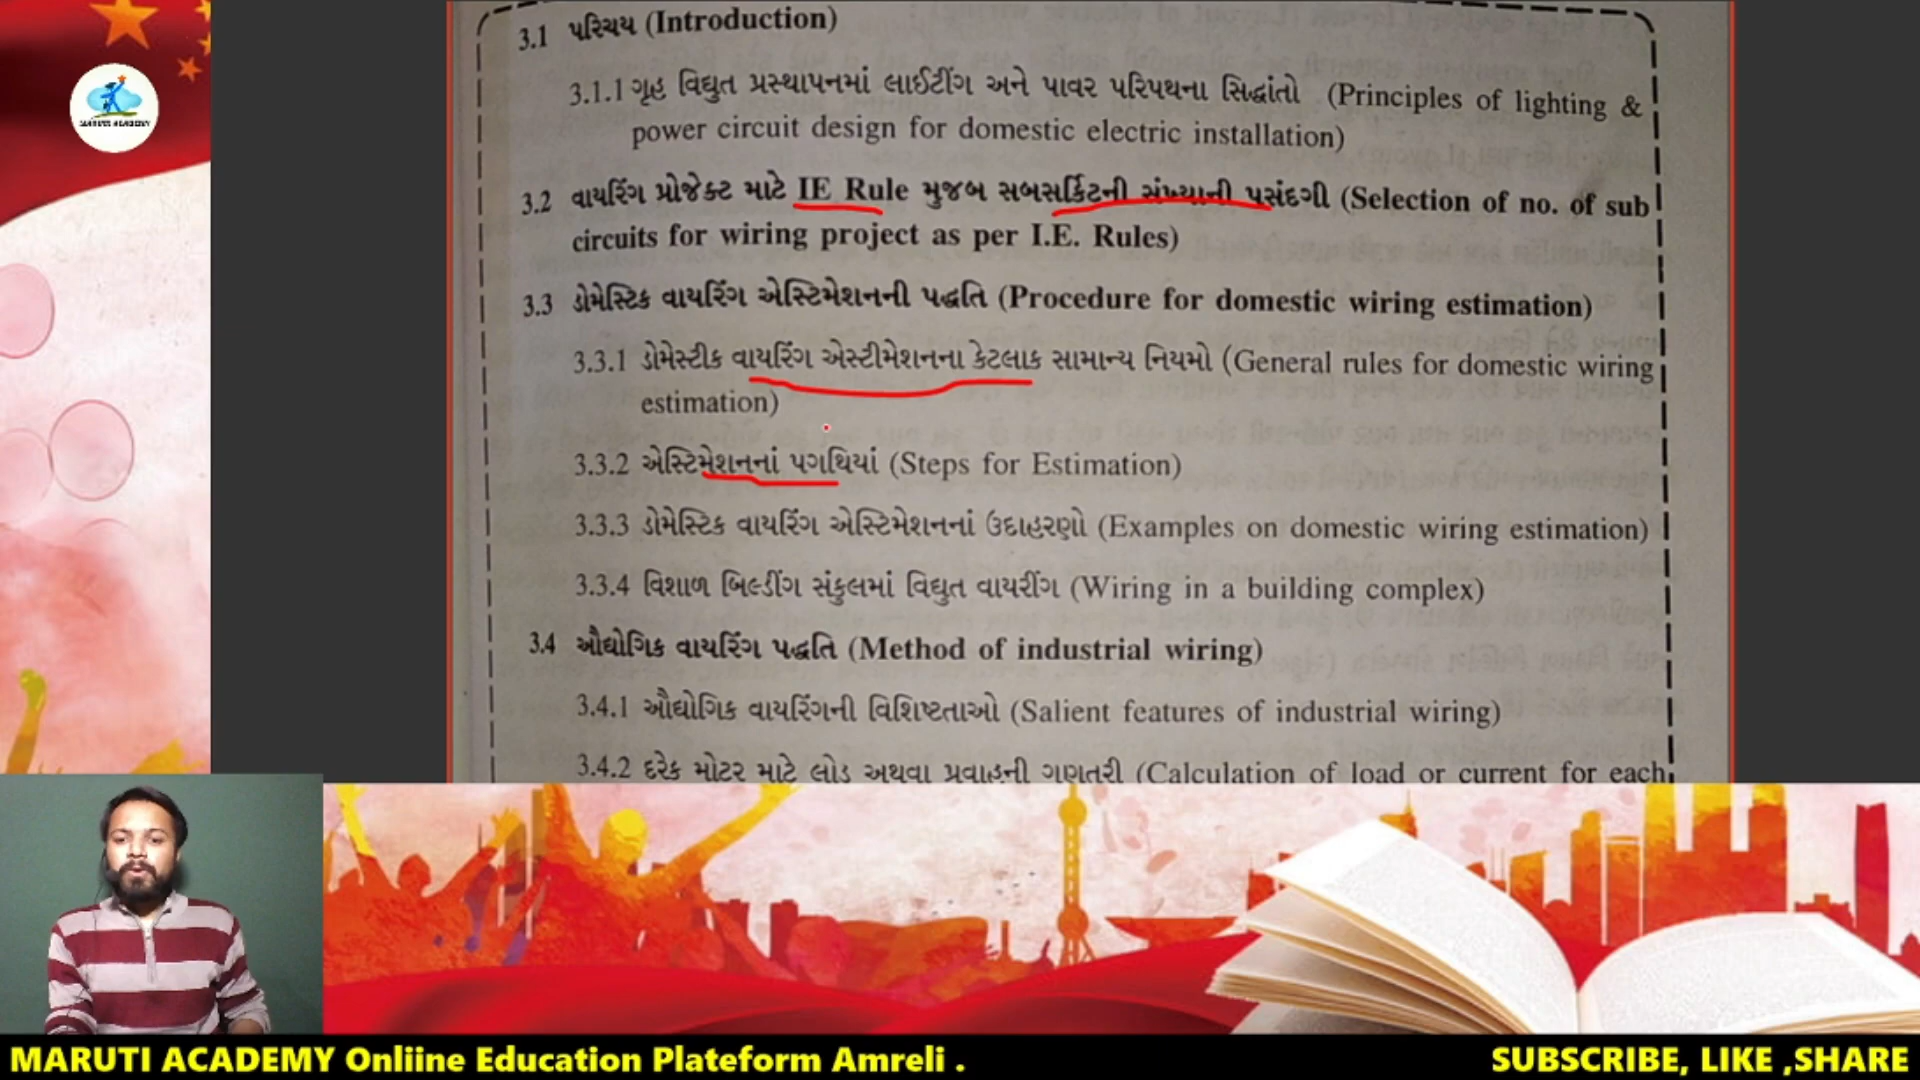 3.1 પરિચય (Introduction)
3.1.1 ગૃહ વિદ્યુત પ્રસ્થાપનમાં લાઈટીંગ અને પાવર પરિપથના સિદ્ધાંતો (Principles of lighting &
power circuit design for domestic electric installation)
3.2 વાયરિંગ પ્રોજેક્ટ માટે IE Rule મુજબ સબસર્કિટની સંખ્યાની પસંદગી (Selection of no. of sub
circuits for wiring project as per I.E. Rules)
3.3 ડોમેસ્ટિક વાયરિંગ એસ્ટિમેશનની પદ્ધતિ (Procedure for domestic wiring estimation)
3.3.1 ડોમેસ્ટીક વાયરિંગ એસ્ટીમેશનના કેટલાક સામાન્ય નિયમો (General rules for domestic wiring
estimation)
3.3.2 એસ્ટિમેશનનાં પગથિયાં (Steps for Estimation)
3.3.3 ડોમેસ્ટિક વાયરિંગ એસ્ટિમેશનનાં ઉદાહરણો (Examples on domestic wiring estimation)
3.3.4 વિશાળ બિલ્ડીંગ સંકુલમાં વિદ્યુત વાયરીંગ (Wiring in a building complex)
3.4 ઔદ્યોગિક વાયરિંગ પદ્ધતિ (Method of industrial wiring)
3.4.1 ઔદ્યોગિક વાયરિંગની વિશિષ્ટતાઓ (Salient features of industrial wiring)
3.4.2 દરેક મોટર માટે લોડ અથવા પ્રવાહની ગણતરી (Calculation of load or current for each
MARUTI ACADEMY
MARUTI ACADEMY Onliine Education Plateform Amreli .
SUBSCRIBE, LIKE ,SHARE